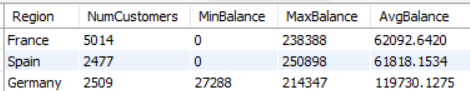 Region NumCustomers MinBalance MaxBalance AvgBalance
France 5014 0 238388 62092.6420
Spain 2477 0 250898 61818.1534
Germany 2509 27288 214347 119730.1275